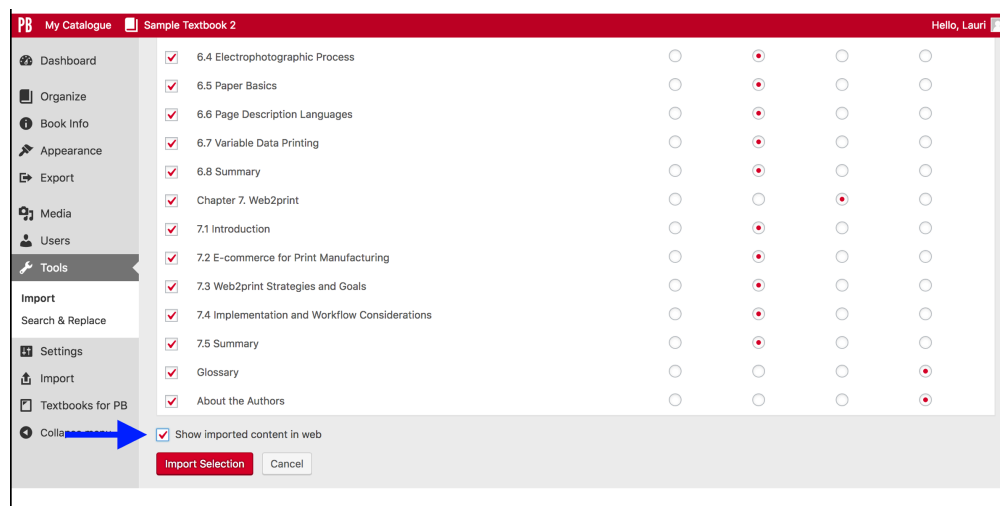 PB My Catalogue Sample Textbook 2 Hello, Lauri
Dashboard
Organize
Book Info
Appearance
Export
Media
Users
Tools
Import
Search & Replace
Settings
Import
Textbooks for PB
Collapse menu
6.4 Electrophotographic Process
6.5 Paper Basics
6.6 Page Description Languages
6.7 Variable Data Printing
6.8 Summary
Chapter 7. Web2print
7.1 Introduction
7.2 E-commerce for Print Manufacturing
7.3 Web2print Strategies and Goals
7.4 Implementation and Workflow Considerations
7.5 Summary
Glossary
About the Authors
Show imported content in web
Import Selection Cancel